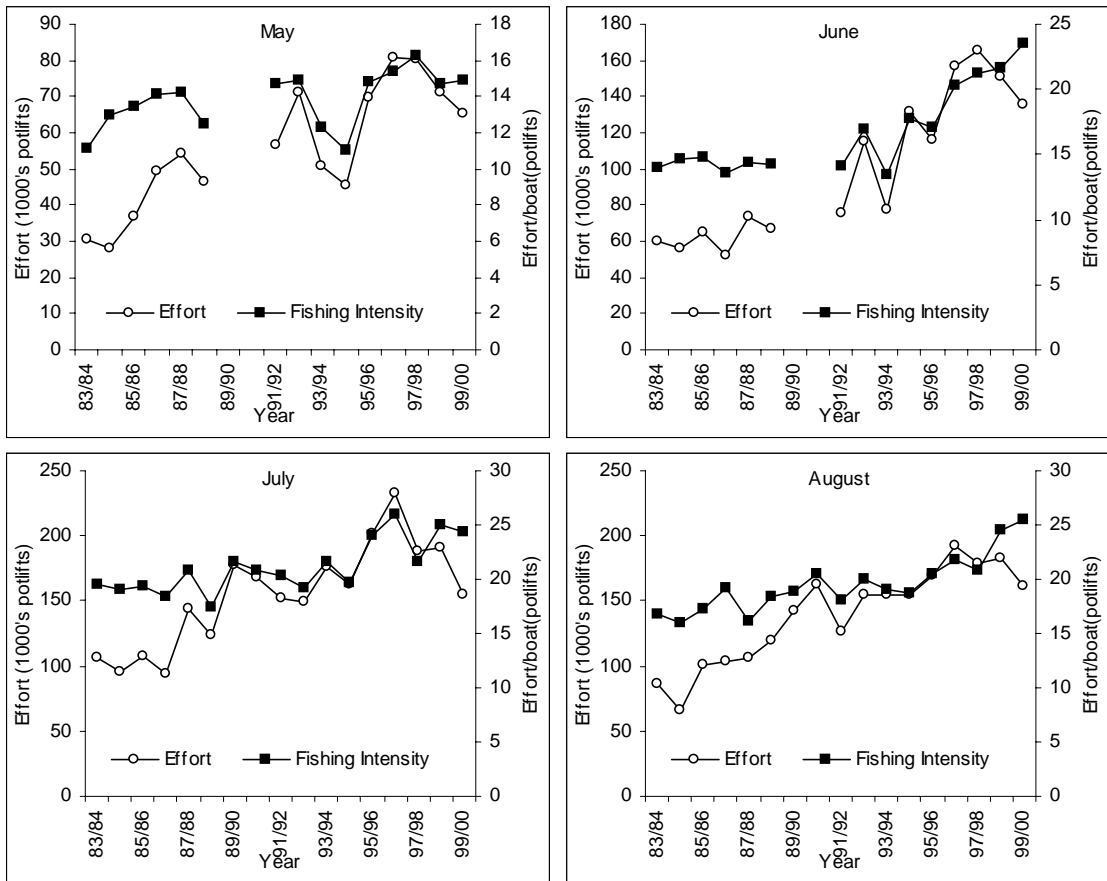 May
Effort (1000's potlifts)
90
80
70
60
50
40
30
20
10
0
18
16
14
12
10
8
6
4
2
0
Effort/boat(potlifts)
Effort Fishing Intensity
83/84 85/86 87/88 89/90 91/92 93/94 95/96 97/98 99/00
Year
June
Effort (1000's potlifts)
180
160
140
120
100
80
60
40
20
0
25
20
15
10
5
0
Effort/boat(potlifts)
Effort Fishing Intensity
83/84 85/86 87/88 89/90 91/92 93/94 95/96 97/98 99/00
Year
July
Effort (1000's potlifts)
250
200
150
100
50
0
30
25
20
15
10
5
0
Effort/boat(potlifts)
Effort Fishing Intensity
83/84 85/86 87/88 89/90 91/92 93/94 95/96 97/98 99/00
Year
August
Effort (1000's potlifts)
250
200
150
100
50
0
30
25
20
15
10
5
0
Effort/boat(potlifts)
Effort Fishing Intensity
83/84 85/86 87/88 89/90 91/92 93/94 95/96 97/98 99/00
Year